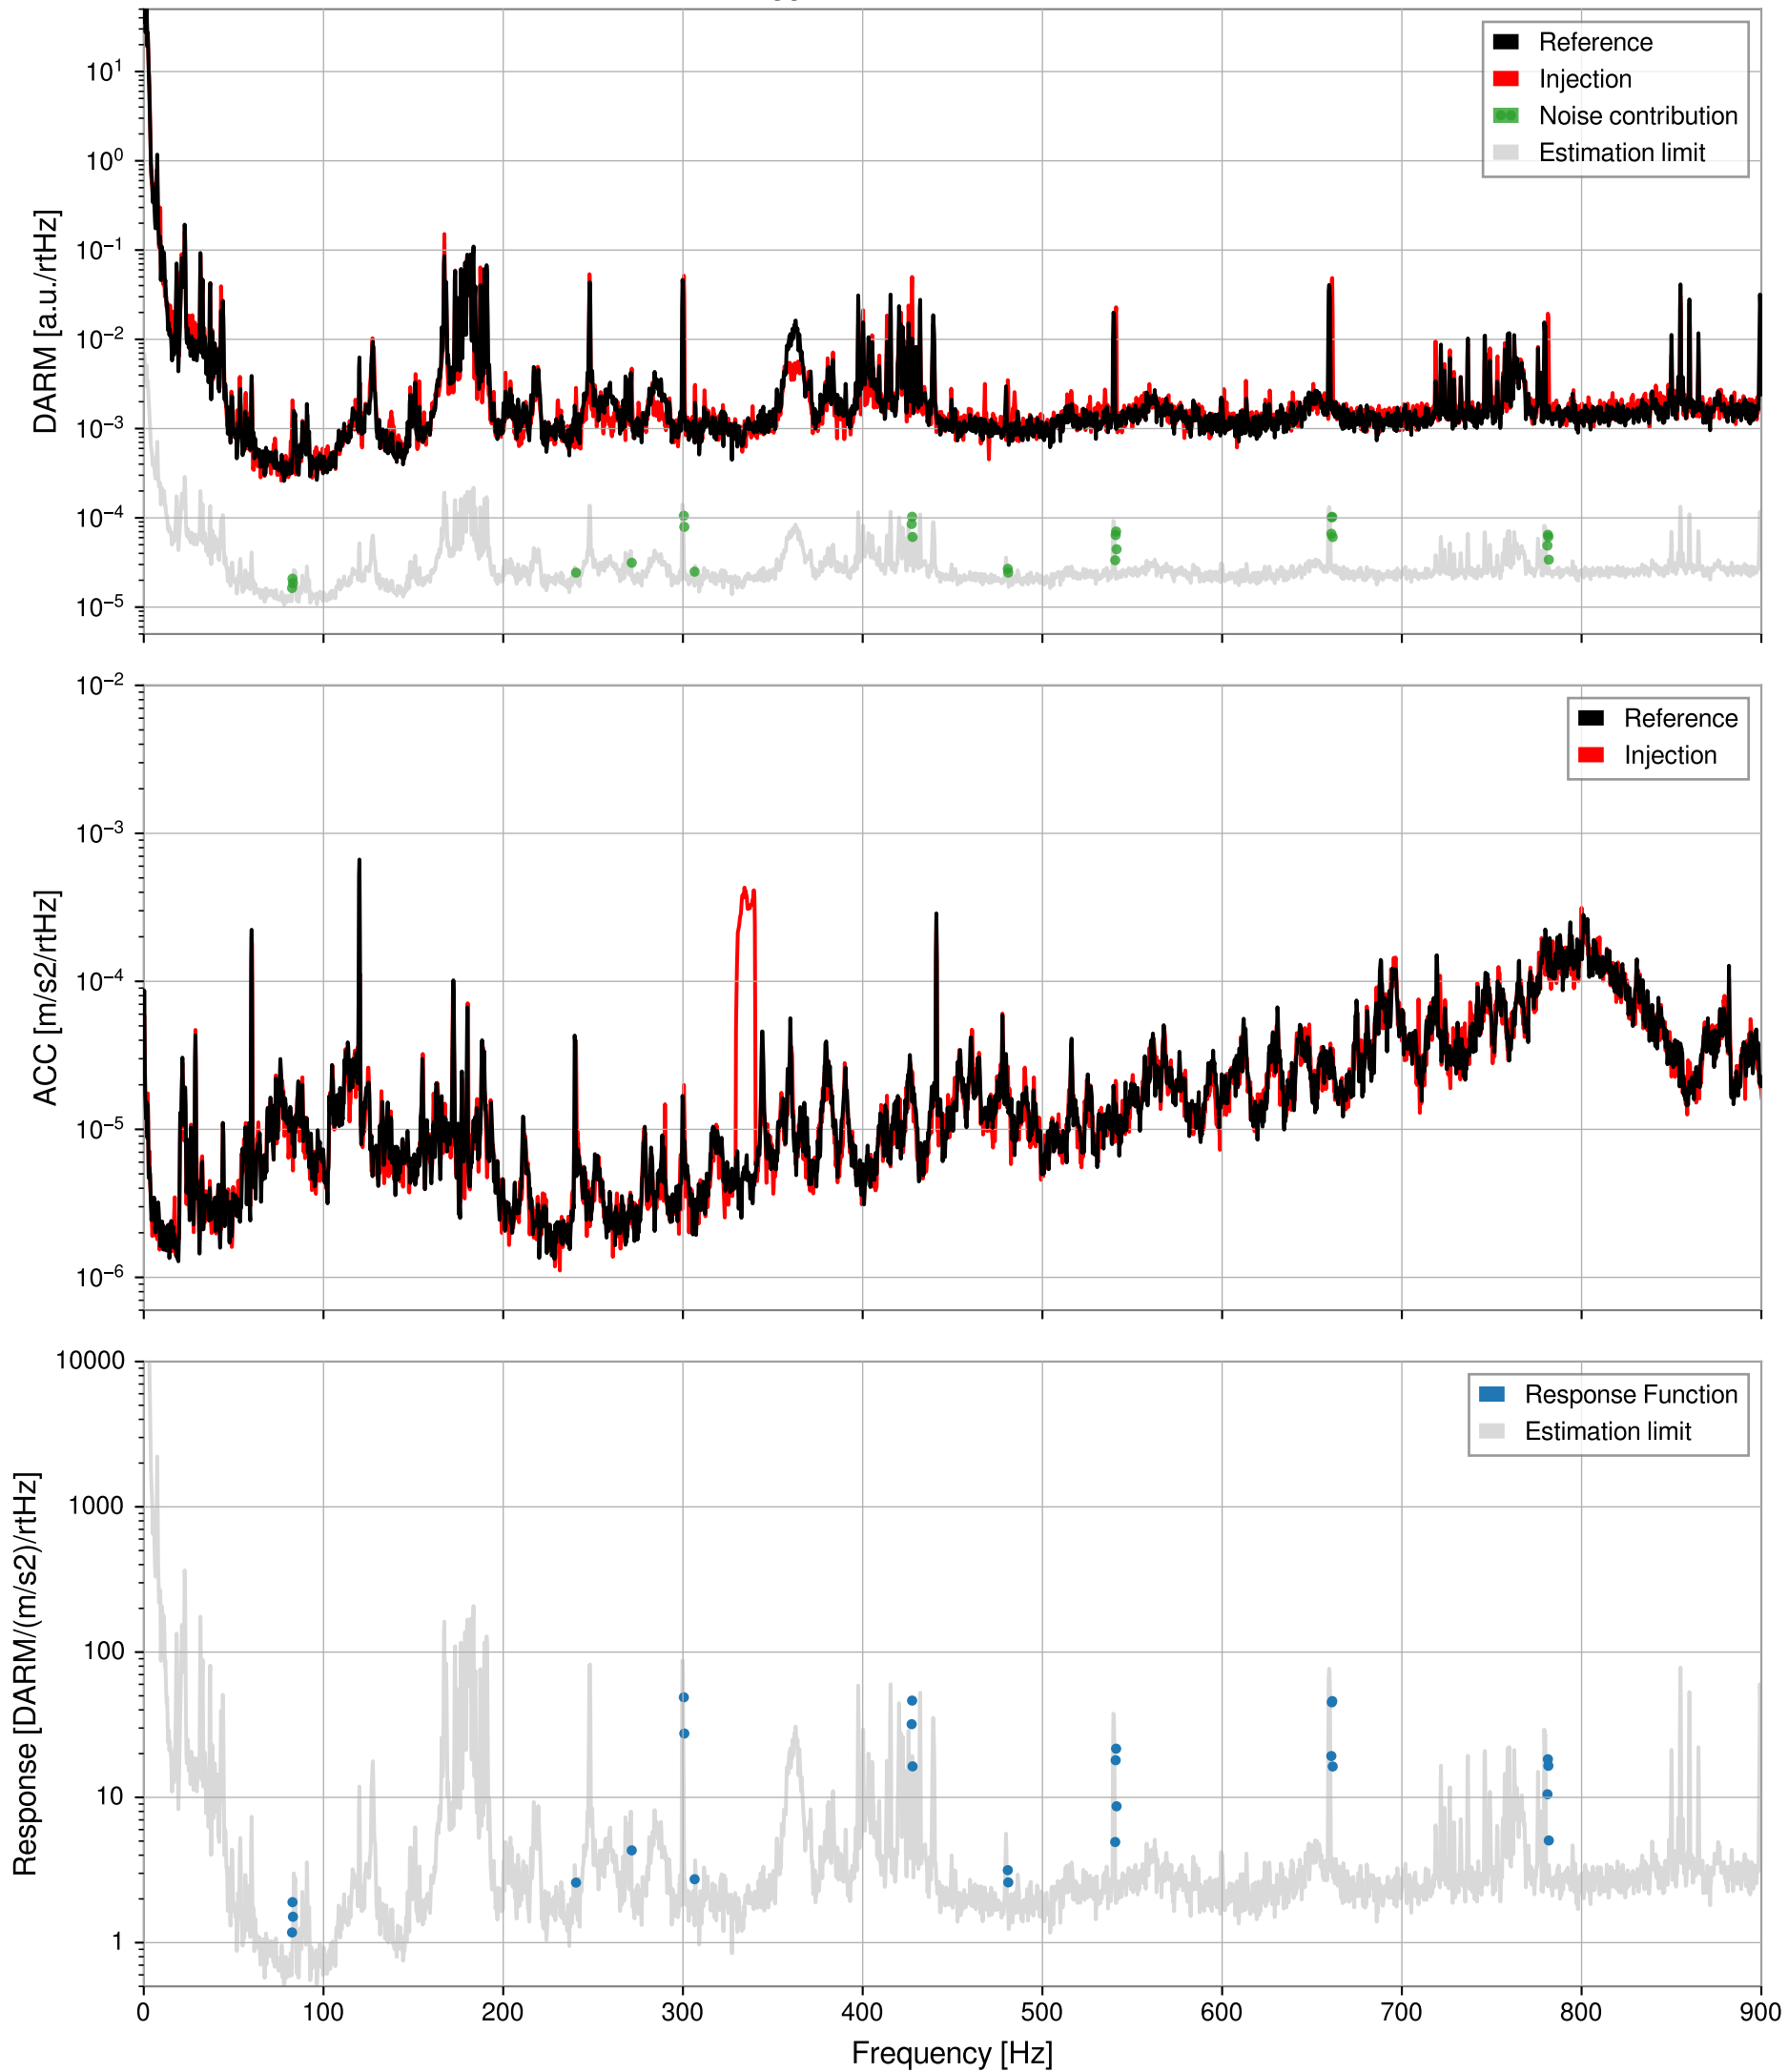 Reference
Injection
Noise contribution
Estimation limit
DARM [a.u./rtHz]
10¹
10⁰
10⁻¹
10⁻²
10⁻³
10⁻⁴
10⁻⁵
Reference
Injection
ACC [m/s2/rtHz]
10⁻²
10⁻³
10⁻⁴
10⁻⁵
10⁻⁶
Response Function
Estimation limit
Response [DARM/(m/s2)/rtHz]
10000
1000
100
10
1
0 100 200 300 400 500 600 700 800 900
Frequency [Hz]